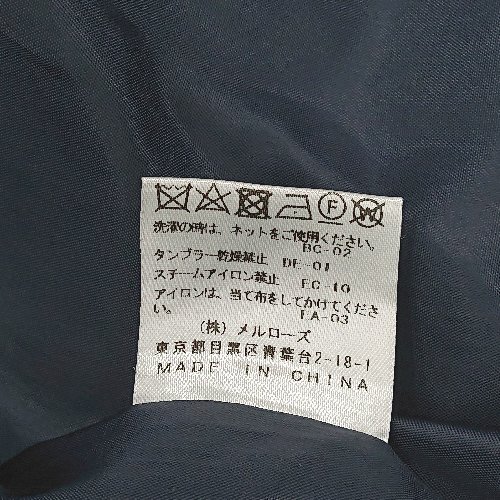 洗濯の時は、ネットをご使用ください。
BC-02
タンブラー乾燥禁止 DE-01
スチームアイロン禁止 EC-10
アイロンは、当て布をしてかけてくださ
い。 EA-03
(株) メルローズ
東京都目黒区青葉台2-18-1
MADE IN CHINA